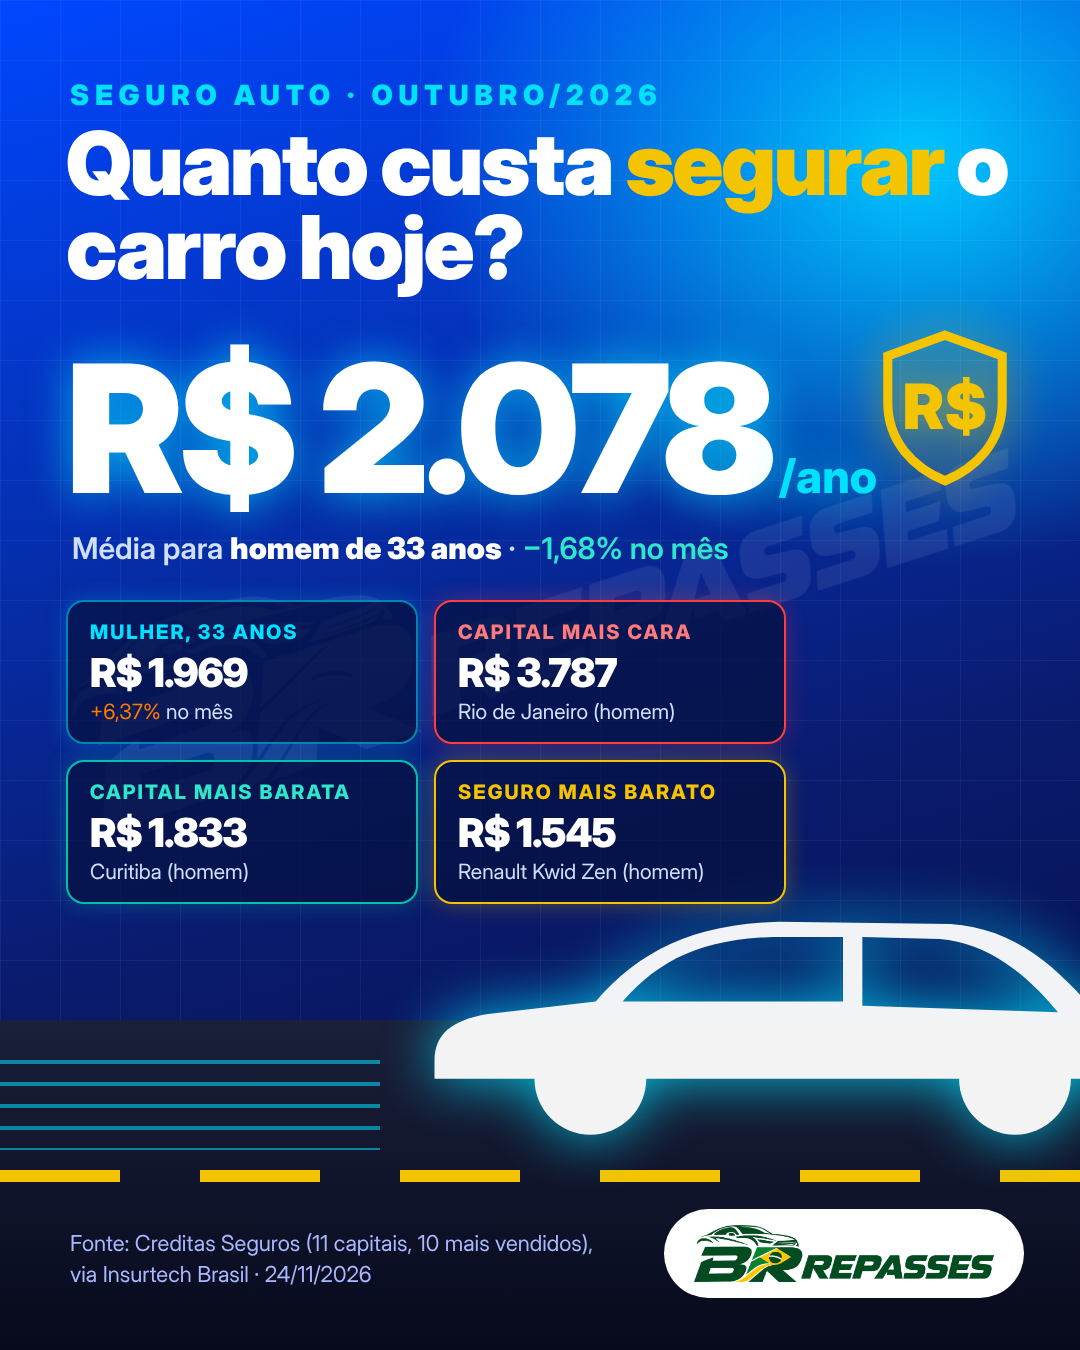 SEGURO AUTO · OUTUBRO/2026
Quanto custa segurar o
carro hoje?
R$ 2.078/ano
R$
Média para homem de 33 anos · −1,68% no mês
MULHER, 33 ANOS
R$ 1.969
+6,37% no mês
CAPITAL MAIS CARA
R$ 3.787
Rio de Janeiro (homem)
CAPITAL MAIS BARATA
R$ 1.833
Curitiba (homem)
SEGURO MAIS BARATO
R$ 1.545
Renault Kwid Zen (homem)
BR REPASSES
Fonte: Creditas Seguros (11 capitais, 10 mais vendidos),
via Insurtech Brasil · 24/11/2026
BR REPASSES